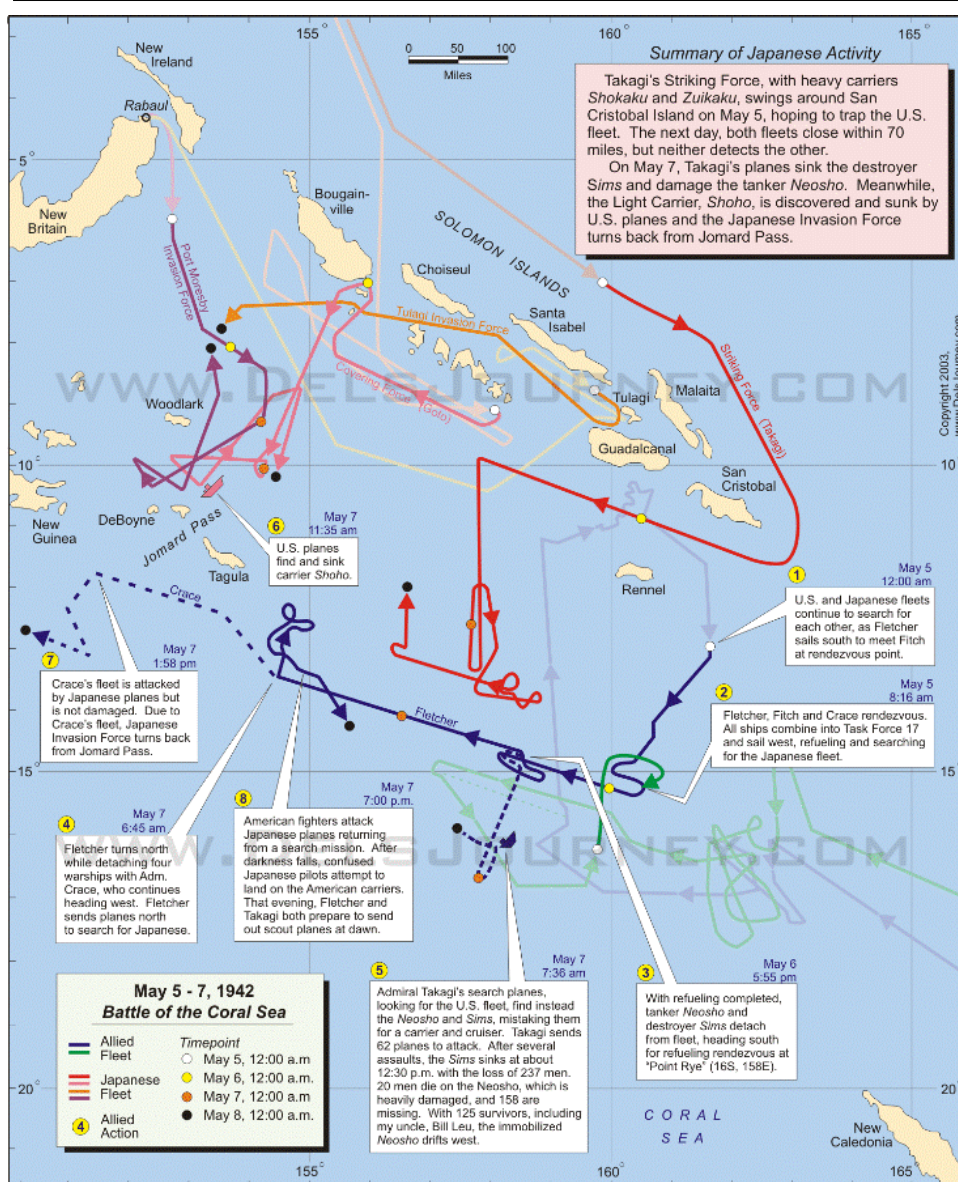 155°
160°
165°
0 50 100
Miles
Summary of Japanese Activity
Takagi's Striking Force, with heavy carriers
Shokaku and Zuikaku, swings around San
Cristobal Island on May 5, hoping to trap the U.S.
fleet. The next day, both fleets close within 70
miles, but neither detects the other.
On May 7, Takagi's planes sink the destroyer
Sims and damage the tanker Neosho. Meanwhile,
the Light Carrier, Shoho, is discovered and sunk by
U.S. planes and the Japanese Invasion Force
turns back from Jomard Pass.
New
Ireland
Rabaul
5°
New
Britain
Bougain-
ville
SOLOMON ISLANDS
Choiseul
Santa
Isabel
Port Moresby
Invasion Force
Tulagi Invasion Force
Striking Force (Takagi)
Covering Force (Goto)
www.DelsJourney.com
Copyright 2003,
www.DelsJourney.com
Malaita
Tulagi
Woodlark
Guadalcanal
10°
10
San
Cristobal
New
Guinea
DeBoyne
Jomard Pass
Tagula
Rennel
May 7
11:35 am
6
U.S. planes
find and sink
carrier Shoho.
Crace
1
May 5
12:00 am
U.S. and Japanese fleets
continue to search for
each other, as Fletcher
sails south to meet Fitch
at rendezvous point.
7
May 7
1:58 pm
Crace's fleet is attacked
by Japanese planes but
is not damaged. Due to
Crace's fleet, Japanese
Invasion Force turns back
from Jomard Pass.
Fletcher
2
May 5
8:16 am
Fletcher, Fitch and Crace rendezvous.
All ships combine into Task Force 17
and sail west, refueling and searching
for the Japanese fleet.
15°
15
4
May 7
6:45 am
Fletcher turns north
while detaching four
warships with Adm.
Crace, who continues
heading west. Fletcher
sends planes north
to search for Japanese.
8
May 7
7:00 p.m.
American fighters attack
Japanese planes returning
from a search mission. After
darkness falls, confused
Japanese pilots attempt to
land on the American carriers.
That evening, Fletcher and
Takagi both prepare to send
out scout planes at dawn.
www.DelsJourney.com
5
May 7
7:36 am
Admiral Takagi's search planes,
looking for the U.S. fleet, find instead
the Neosho and Sims, mistaking them
for a carrier and cruiser. Takagi sends
62 planes to attack. After several
assaults, the Sims sinks at about
12:30 p.m. with the loss of 237 men.
20 men die on the Neosho, which is
heavily damaged, and 158 are
missing. With 125 survivors, including
my uncle, Bill Leu, the immobilized
Neosho drifts west.
3
May 6
5:55 pm
With refueling completed,
tanker Neosho and
destroyer Sims detach
from fleet, heading south
for refueling rendezvous at
"Point Rye" (16S, 158E).
May 5 - 7, 1942
Battle of the Coral Sea
Allied
Fleet
Japanese
Fleet
4
Allied
Action
Timepoint
May 5, 12:00 a.m
May 6, 12:00 a.m.
May 7, 12:00 a.m
May 8, 12:00 a.m.
20°
20
CORAL
SEA
New
Caledonia
155°
160°
165°